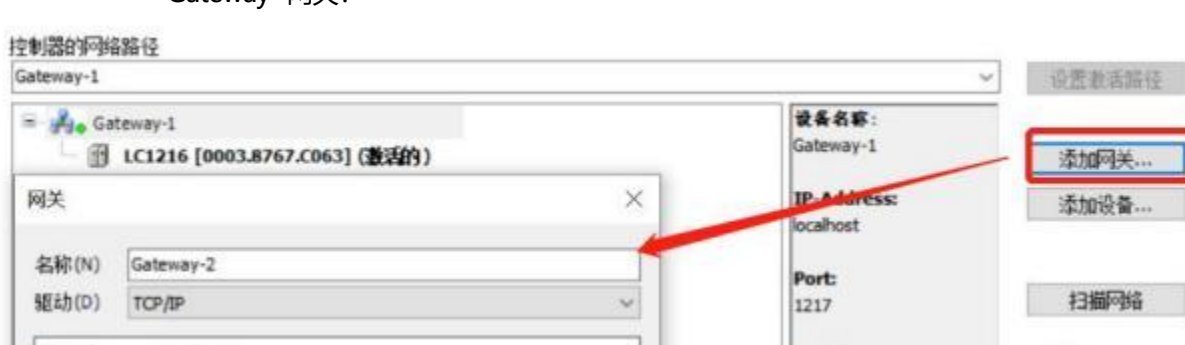 Gateway 网关.
控制器的网络路径
Gateway-1
设置激活路径
Gateway-1
LC1216 [0003.8767.C063] (激活的)
设备名称:
Gateway-1
IP-Address:
localhost
Port:
1217
添加网关...
添加设备...
扫描网络
网关
名称(N) Gateway-2
驱动(D) TCP/IP